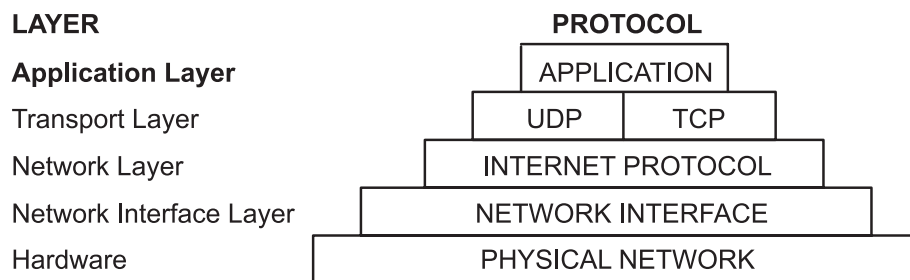 LAYER PROTOCOL
Application Layer APPLICATION
Transport Layer UDP TCP
Network Layer INTERNET PROTOCOL
Network Interface Layer NETWORK INTERFACE
Hardware PHYSICAL NETWORK